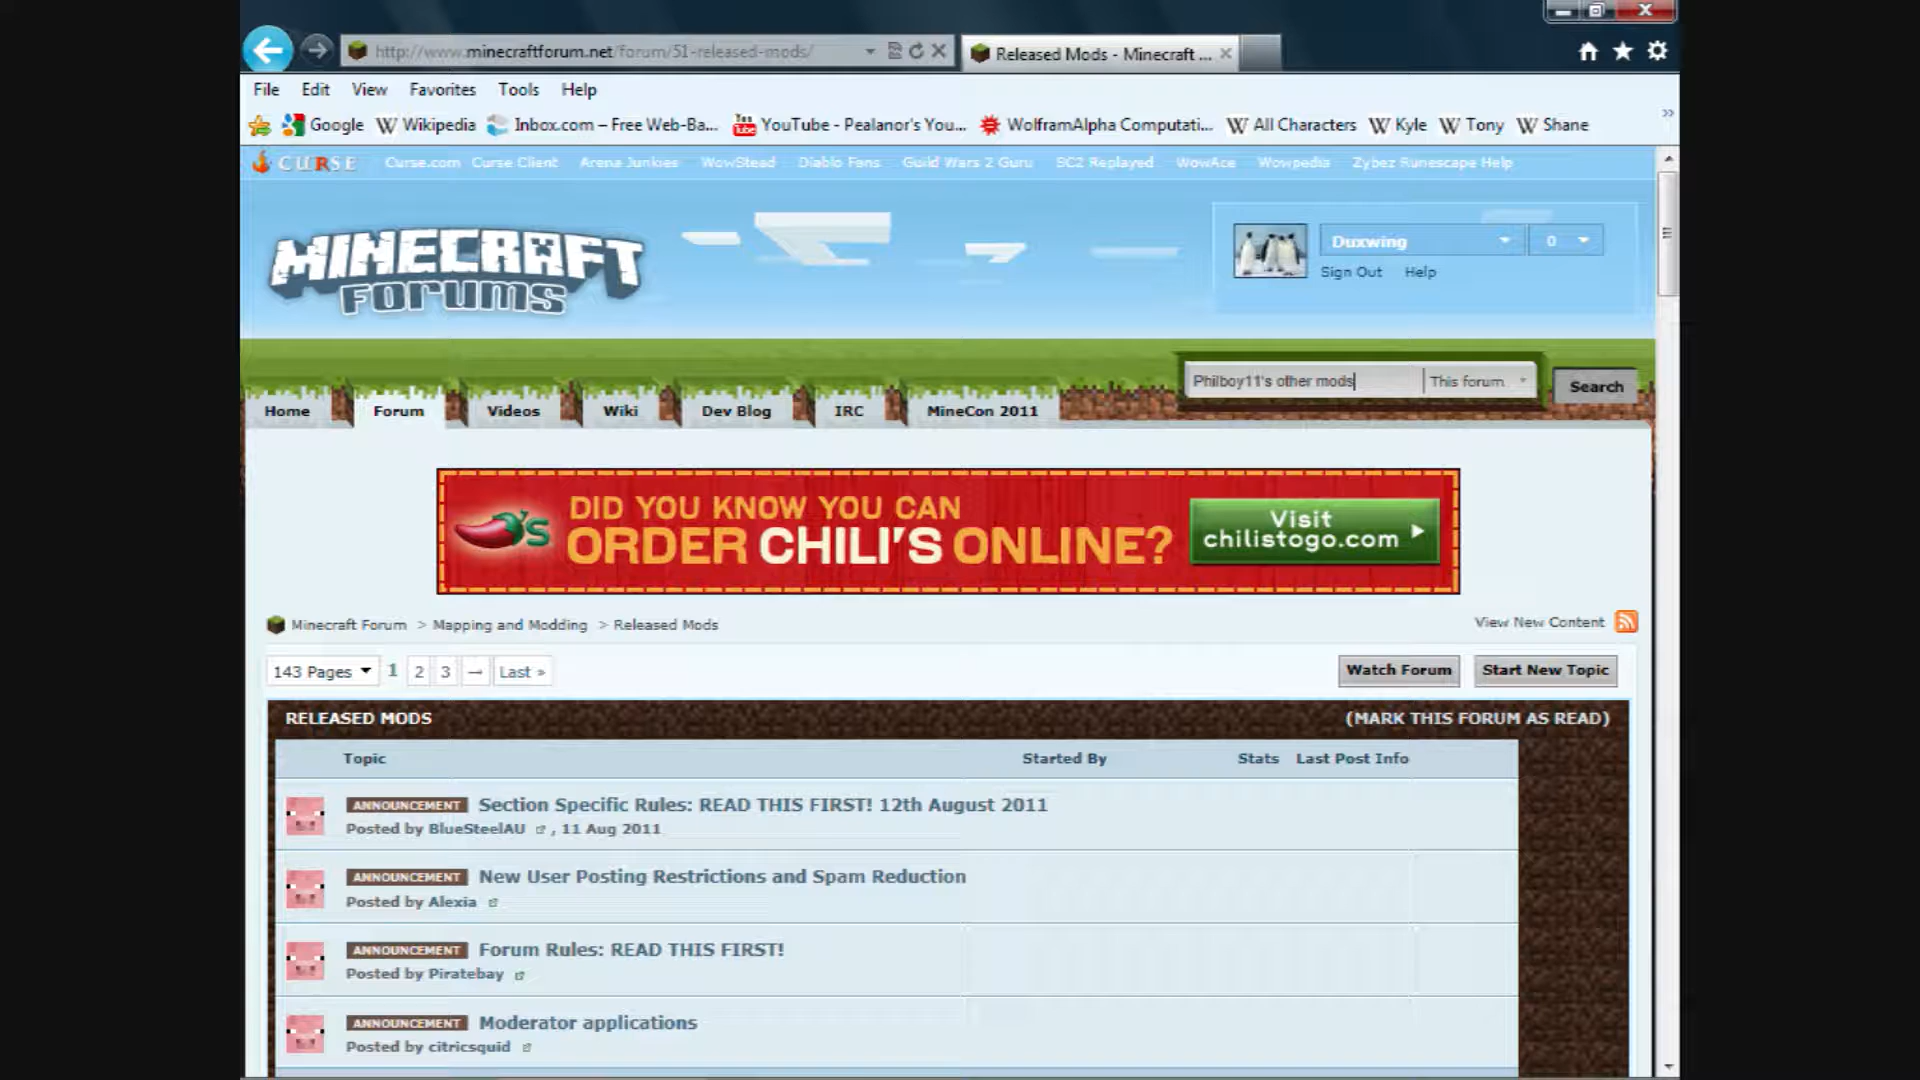 http://www.minecraftforum.net/forum/51-released-mods/
Released Mods - Minecraft ...
File Edit View Favorites Tools Help
Google Wikipedia Inbox.com – Free Web-Ba... YouTube - Pealanor's You... WolframAlpha Computati... All Characters Kyle Tony Shane
CURSE Curse.com Curse Client Arena Junkies WowStead Diablo Fans Guild Wars 2 Guru SC2 Replayed WowAce Wowpedia Zybez Runescape Help
MINECRAFT
FORUMS
Duxwing 0
Sign Out Help
Philboy11's other mods This forum Search
Home Forum Videos Wiki Dev Blog IRC MineCon 2011
DID YOU KNOW YOU CAN
ORDER CHILI'S ONLINE?
Visit
chilistogo.com
Minecraft Forum > Mapping and Modding > Released Mods
View New Content
143 Pages 1 2 3 → Last »
Watch Forum Start New Topic
RELEASED MODS (MARK THIS FORUM AS READ)
Topic Started By Stats Last Post Info
ANNOUNCEMENT Section Specific Rules: READ THIS FIRST! 12th August 2011
Posted by BlueSteelAU , 11 Aug 2011
ANNOUNCEMENT New User Posting Restrictions and Spam Reduction
Posted by Alexia
ANNOUNCEMENT Forum Rules: READ THIS FIRST!
Posted by Piratebay
ANNOUNCEMENT Moderator applications
Posted by citricsquid